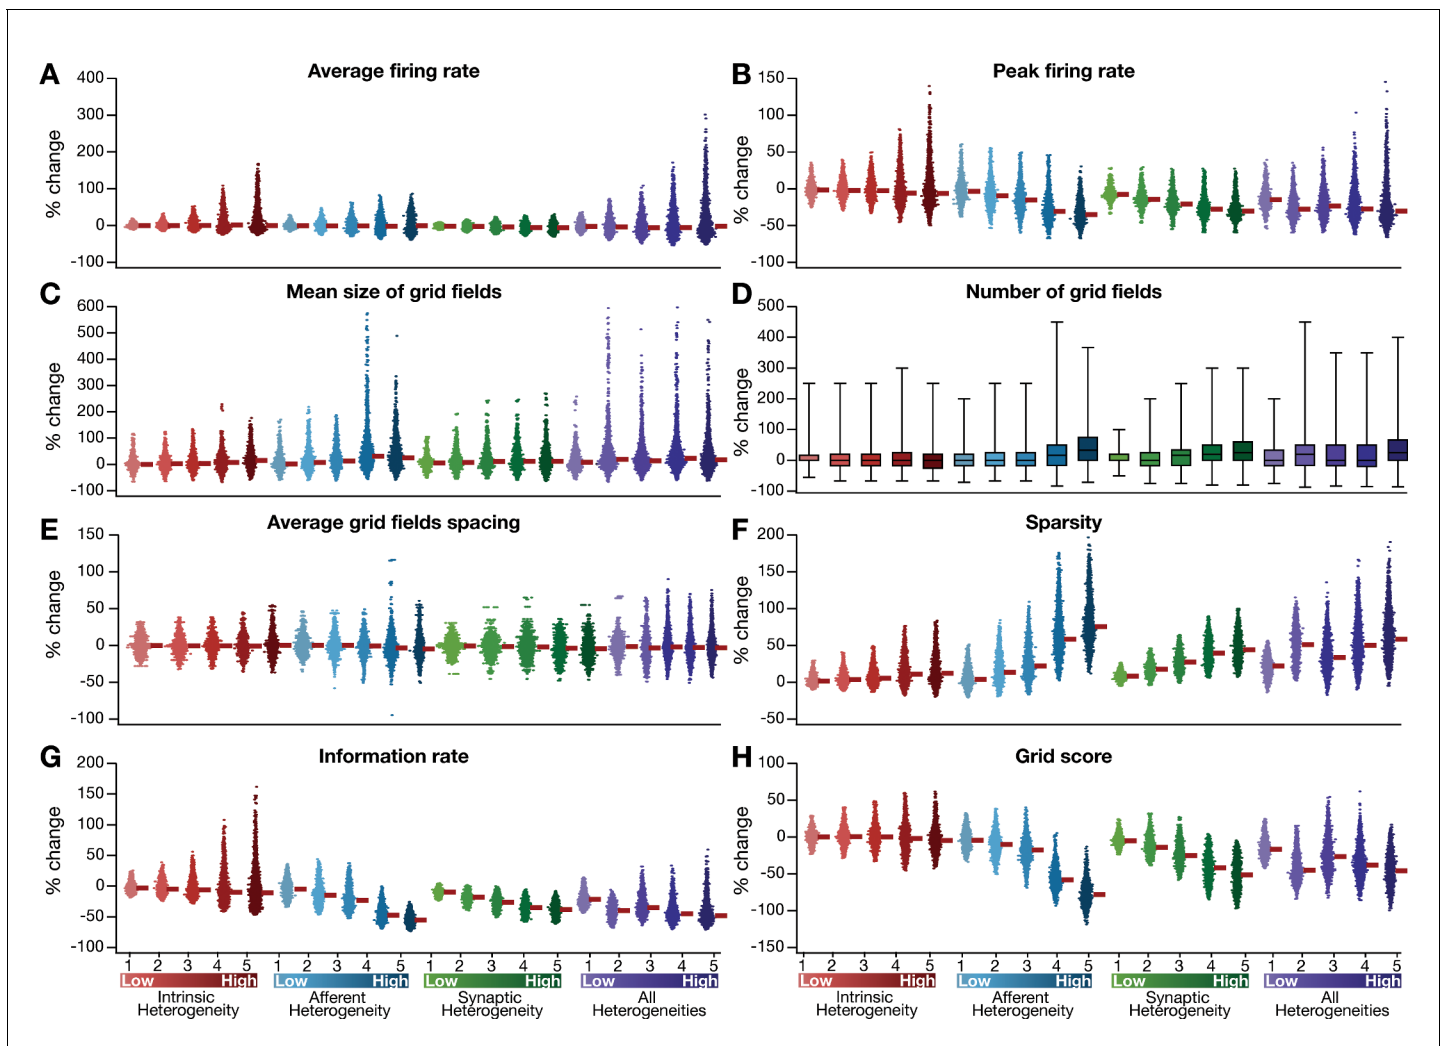 A
Average firing rate
400
300
200
100
0
-100
% change
B
Peak firing rate
150
100
50
0
-50
-100
% change
C
Mean size of grid fields
600
500
400
300
200
100
0
-100
% change
D
Number of grid fields
500
400
300
200
100
0
-100
% change
E
Average grid fields spacing
150
100
50
0
-50
-100
% change
F
Sparsity
200
150
100
50
0
-50
% change
G
Information rate
200
150
100
50
0
-50
-100
% change
1 2 3 4 5 1 2 3 4 5 1 2 3 4 5 1 2 3 4 5
Low High Low High Low High Low High
Intrinsic Afferent Synaptic All
Heterogeneity Heterogeneity Heterogeneity Heterogeneities
H
Grid score
100
50
0
-50
-100
-150
% change
1 2 3 4 5 1 2 3 4 5 1 2 3 4 5 1 2 3 4 5
Low High Low High Low High Low High
Intrinsic Afferent Synaptic All
Heterogeneity Heterogeneity Heterogeneity Heterogeneities